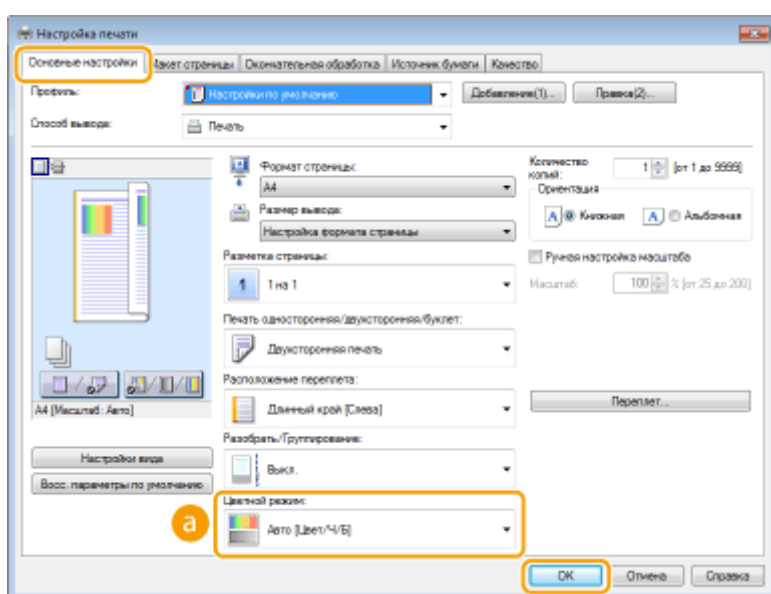 Настройка печати
Основные настройки Макет страницы Окончательная обработка Источник бумаги Качество
Профиль: Настройки по умолчанию Добавление(1)... Правка(2)...
Способ вывода: Печать
Формат страницы:
A4
Размер вывода:
Настройка формата страницы
Количество копий: 1 [от 1 до 9999]
Ориентация
A Книжная A Альбомная
Разметка страницы:
1 1 на 1
Ручная настройка масштаба
Масштаб: 100 % [от 25 до 200]
Печать односторонняя/двухсторонняя/буклет:
Двухсторонняя печать
Расположение переплета:
Длинный край [Слева]
Переплет...
A4 [Масштаб: Авто]
Разобрать/Группирование:
Выкл.
Настройки вида
Восс. параметры по умолчанию
Цветной режим:
a Авто [Цвет/Ч/Б]
OK Отмена Справка